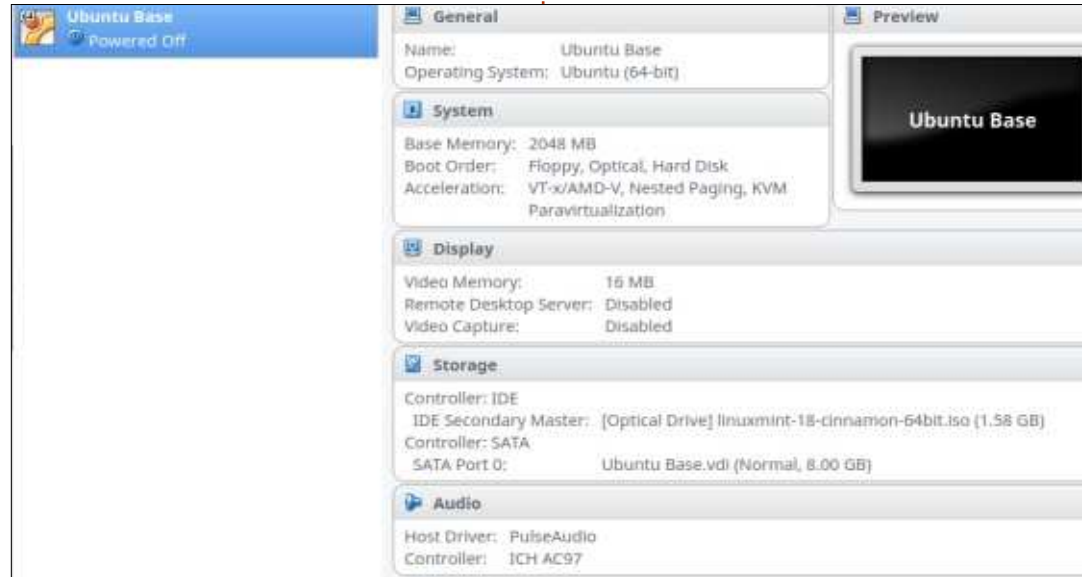 Ubuntu Base
Powered Off
General
Name: Ubuntu Base
Operating System: Ubuntu (64-bit)
System
Base Memory: 2048 MB
Boot Order: Floppy, Optical, Hard Disk
Acceleration: VT-x/AMD-V, Nested Paging, KVM
Paravirtualization
Preview
Ubuntu Base
Display
Video Memory: 16 MB
Remote Desktop Server: Disabled
Video Capture: Disabled
Storage
Controller: IDE
IDE Secondary Master: [Optical Drive] linuxmint-18-cinnamon-64bit.iso (1.58 GB)
Controller: SATA
SATA Port 0: Ubuntu Base.vdi (Normal, 8.00 GB)
Audio
Host Driver: PulseAudio
Controller: ICH AC97